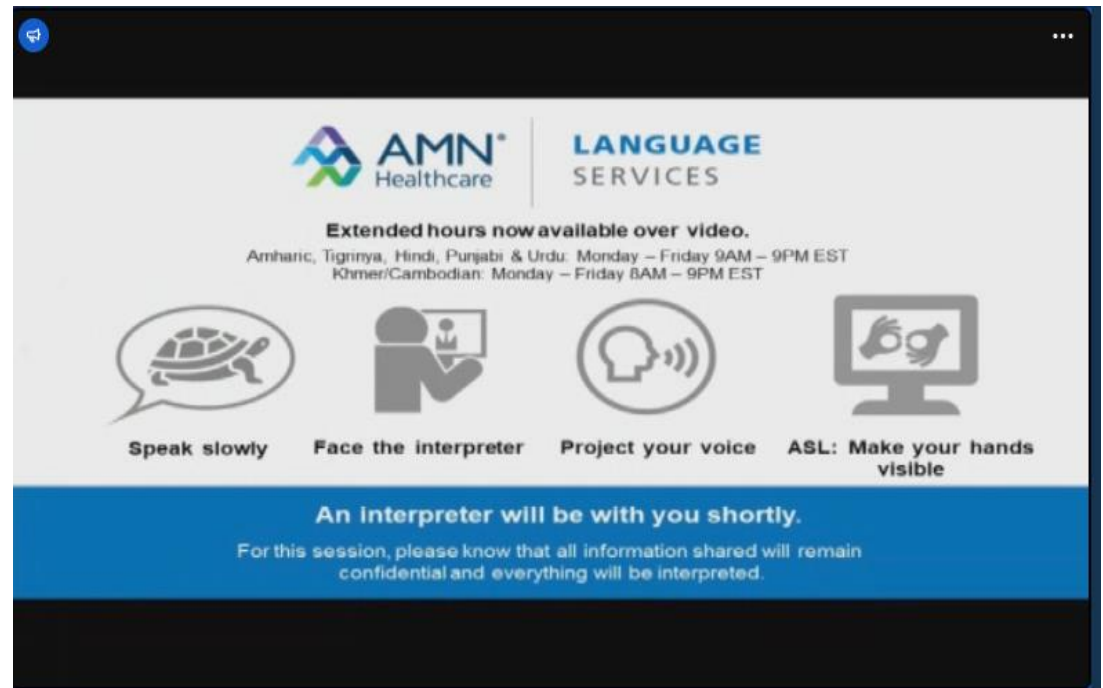 AMN®
Healthcare
LANGUAGE
SERVICES
Extended hours now available over video.
Amharic, Tigrinya, Hindi, Punjabi & Urdu: Monday – Friday 9AM – 9PM EST
Khmer/Cambodian: Monday – Friday 8AM – 9PM EST
Speak slowly
Face the interpreter
Project your voice
ASL: Make your hands
visible
An interpreter will be with you shortly.
For this session, please know that all information shared will remain
confidential and everything will be interpreted.